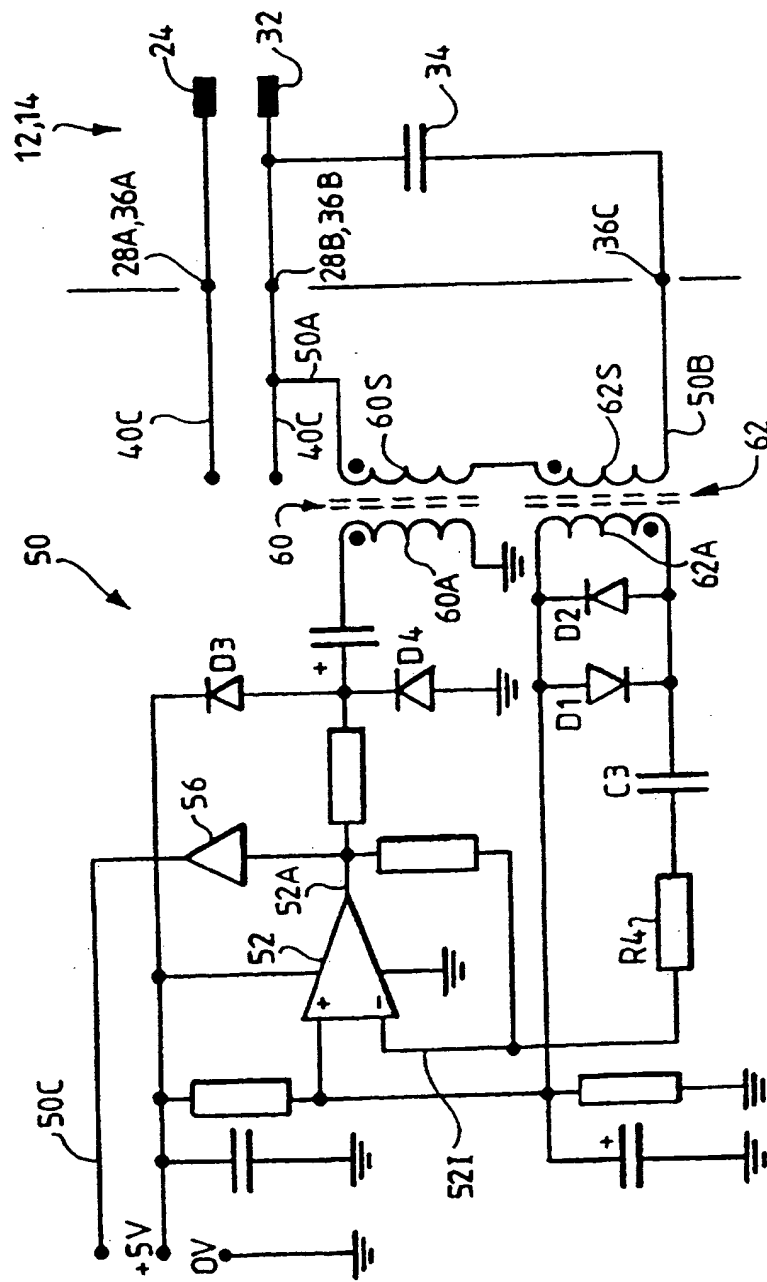 12,14
24
32
34
28A,36A
28B,36B
36C
40C
50A
40C
60S
62S
50B
62
50
60
60A
62A
D3
+
D4
D2
D1
56
52A
C3
52
+
-
R4
50C
52I
+
+5V
0V